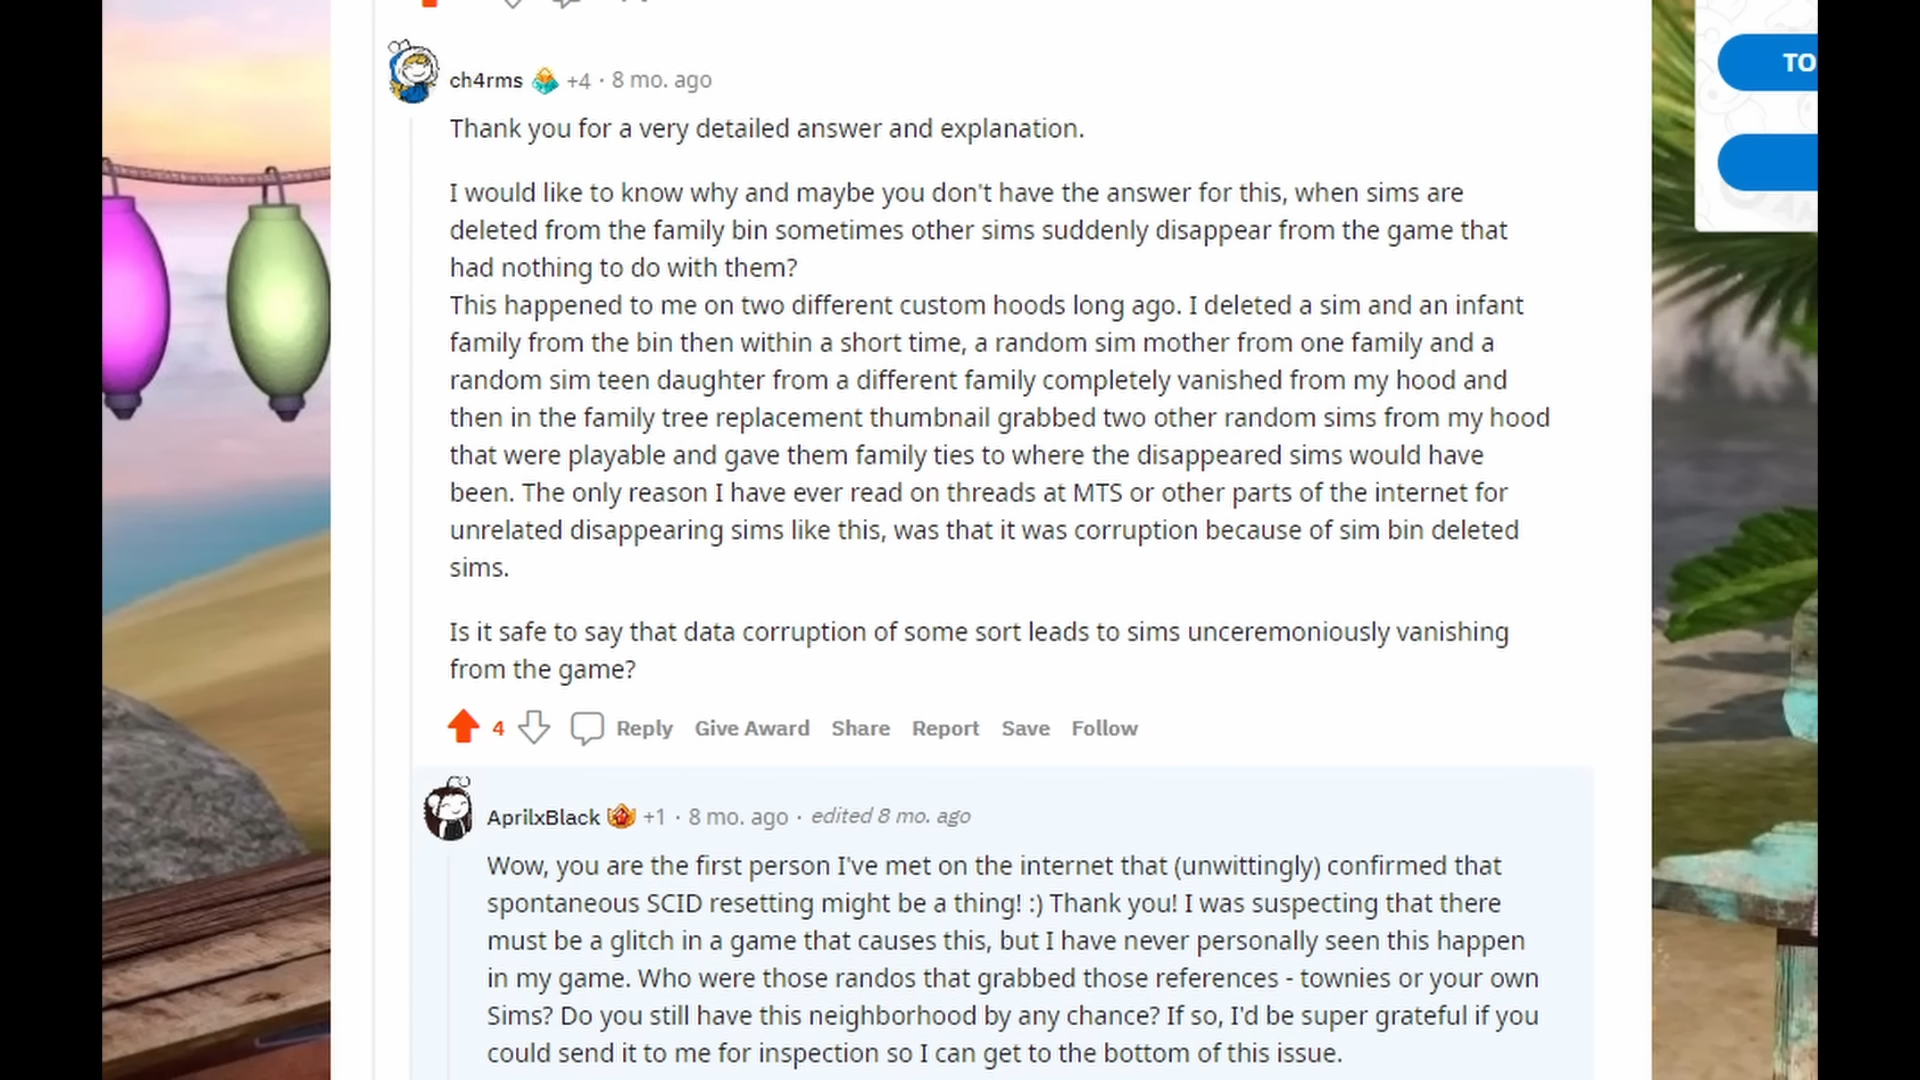 ch4rms +4 · 8 mo. ago
Thank you for a very detailed answer and explanation.
I would like to know why and maybe you don't have the answer for this, when sims are
deleted from the family bin sometimes other sims suddenly disappear from the game that
had nothing to do with them?
This happened to me on two different custom hoods long ago. I deleted a sim and an infant
family from the bin then within a short time, a random sim mother from one family and a
random sim teen daughter from a different family completely vanished from my hood and
then in the family tree replacement thumbnail grabbed two other random sims from my hood
that were playable and gave them family ties to where the disappeared sims would have
been. The only reason I have ever read on threads at MTS or other parts of the internet for
unrelated disappearing sims like this, was that it was corruption because of sim bin deleted
sims.
Is it safe to say that data corruption of some sort leads to sims unceremoniously vanishing
from the game?
4 Reply Give Award Share Report Save Follow
AprilxBlack +1 · 8 mo. ago · edited 8 mo. ago
Wow, you are the first person I've met on the internet that (unwittingly) confirmed that
spontaneous SCID resetting might be a thing! :) Thank you! I was suspecting that there
must be a glitch in a game that causes this, but I have never personally seen this happen
in my game. Who were those randos that grabbed those references - townies or your own
Sims? Do you still have this neighborhood by any chance? If so, I'd be super grateful if you
could send it to me for inspection so I can get to the bottom of this issue.
TO